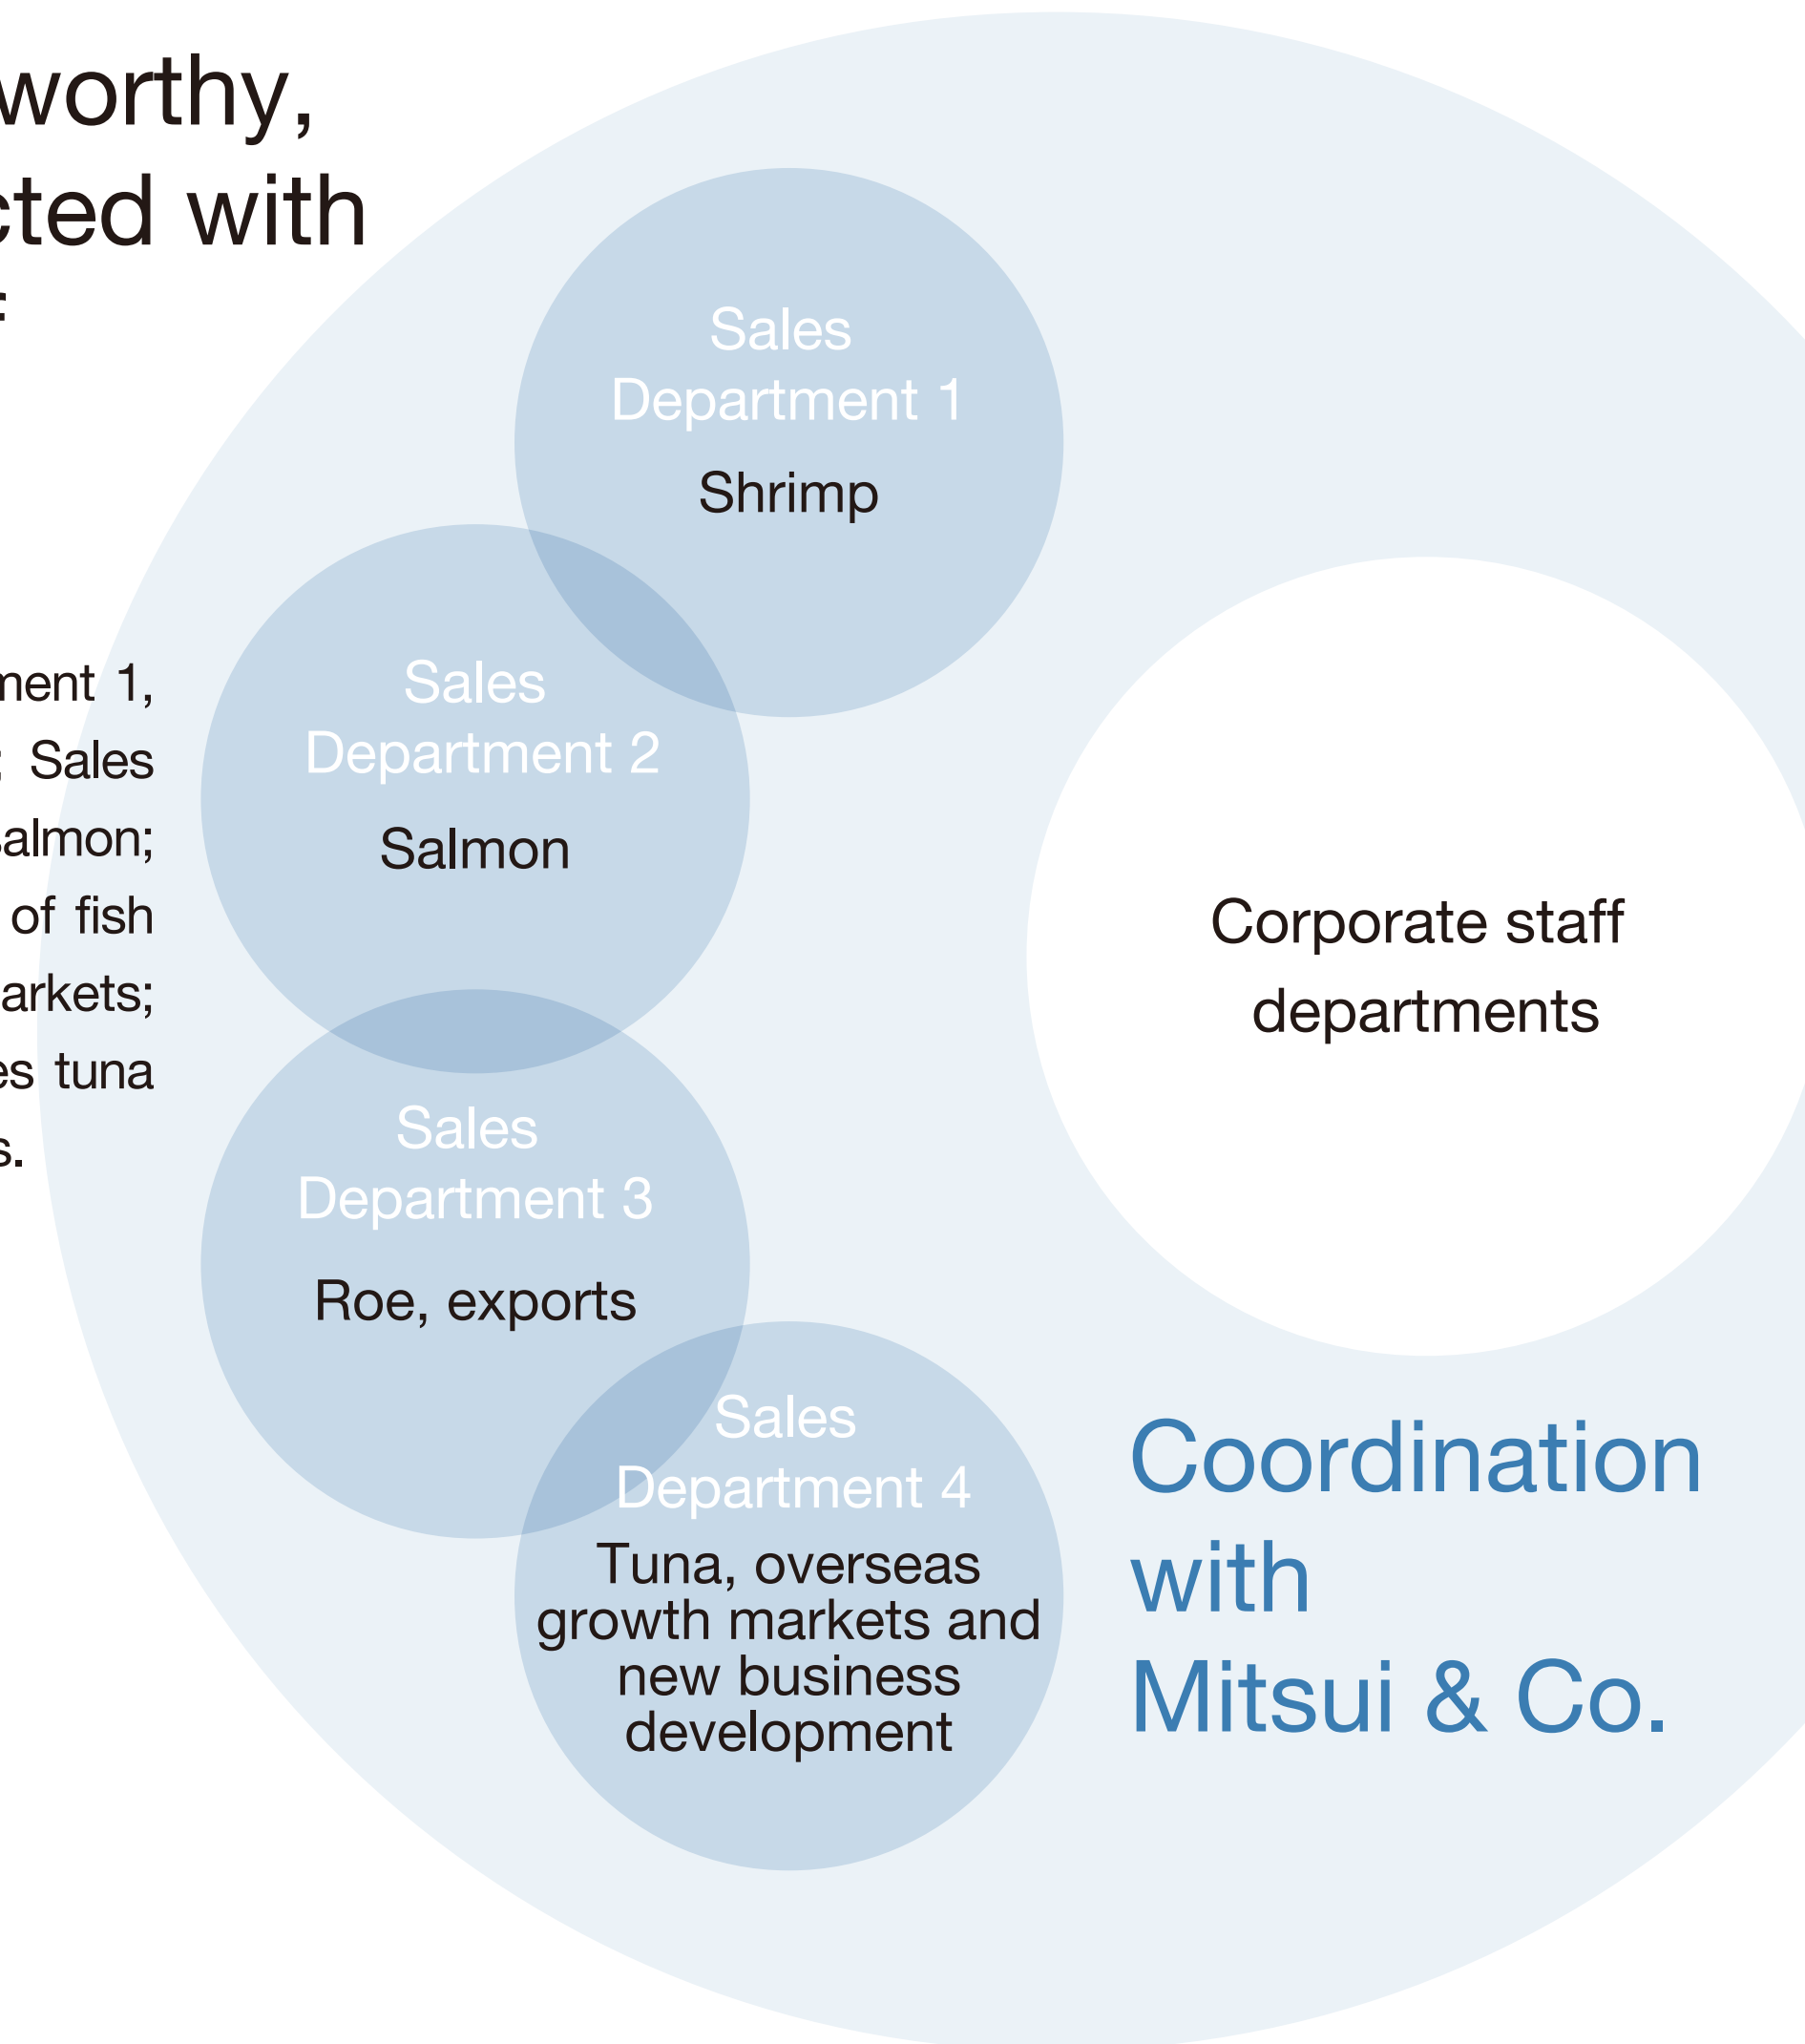 worthy,
cted with
Sales
Department 1
Shrimp
Sales
Department 2
Salmon
Sales
Department 3
Roe, exports
Sales
Department 4
Tuna, overseas
growth markets and
new business
development
ment 1,
; Sales
salmon;
of fish
arkets;
es tuna
s.
Corporate staff
departments
Coordination
with
Mitsui & Co.